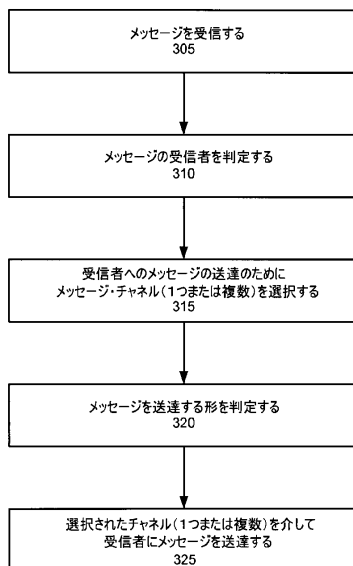 メッセージを受信する
305
メッセージの受信者を判定する
310
受信者へのメッセージの送達のために
メッセージ・チャネル(1つまたは複数)を選択する
315
メッセージを送達する形を判定する
320
選択されたチャネル(1つまたは複数)を介して
受信者にメッセージを送達する
325